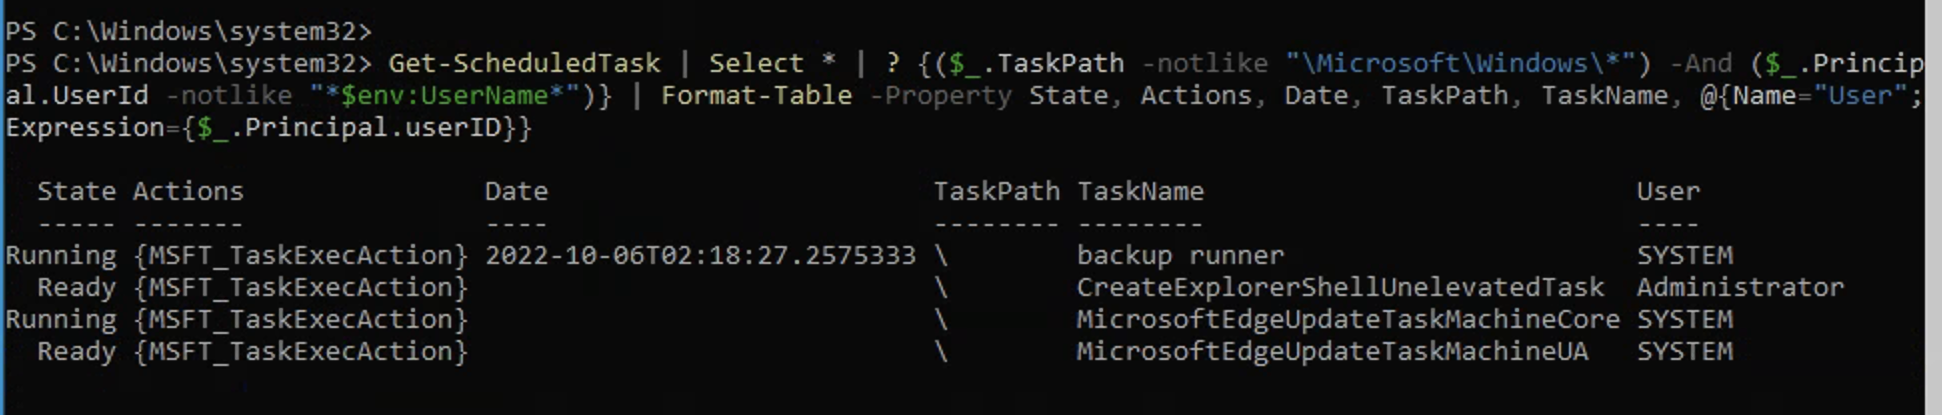 PS C:\Windows\system32>
PS C:\Windows\system32> Get-ScheduledTask | Select * | ? {($_.TaskPath -notlike "\Microsoft\Windows\*") -And ($_.Princip
al.UserId -notlike "*$env:UserName*")} | Format-Table -Property State, Actions, Date, TaskPath, TaskName, @{Name="User";
Expression={$_.Principal.userID}}
State Actions Date TaskPath TaskName User
----- ------- ---- -------- -------- ----
Running {MSFT_TaskExecAction} 2022-10-06T02:18:27.2575333 \ backup runner SYSTEM
Ready {MSFT_TaskExecAction} \ CreateExplorerShellUnelevatedTask Administrator
Running {MSFT_TaskExecAction} \ MicrosoftEdgeUpdateTaskMachineCore SYSTEM
Ready {MSFT_TaskExecAction} \ MicrosoftEdgeUpdateTaskMachineUA SYSTEM